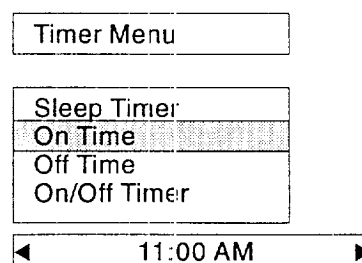 Timer Menu
Sleep Timer
On Time
Off Time
On/Off Timer
◄ 11:00 AM ►